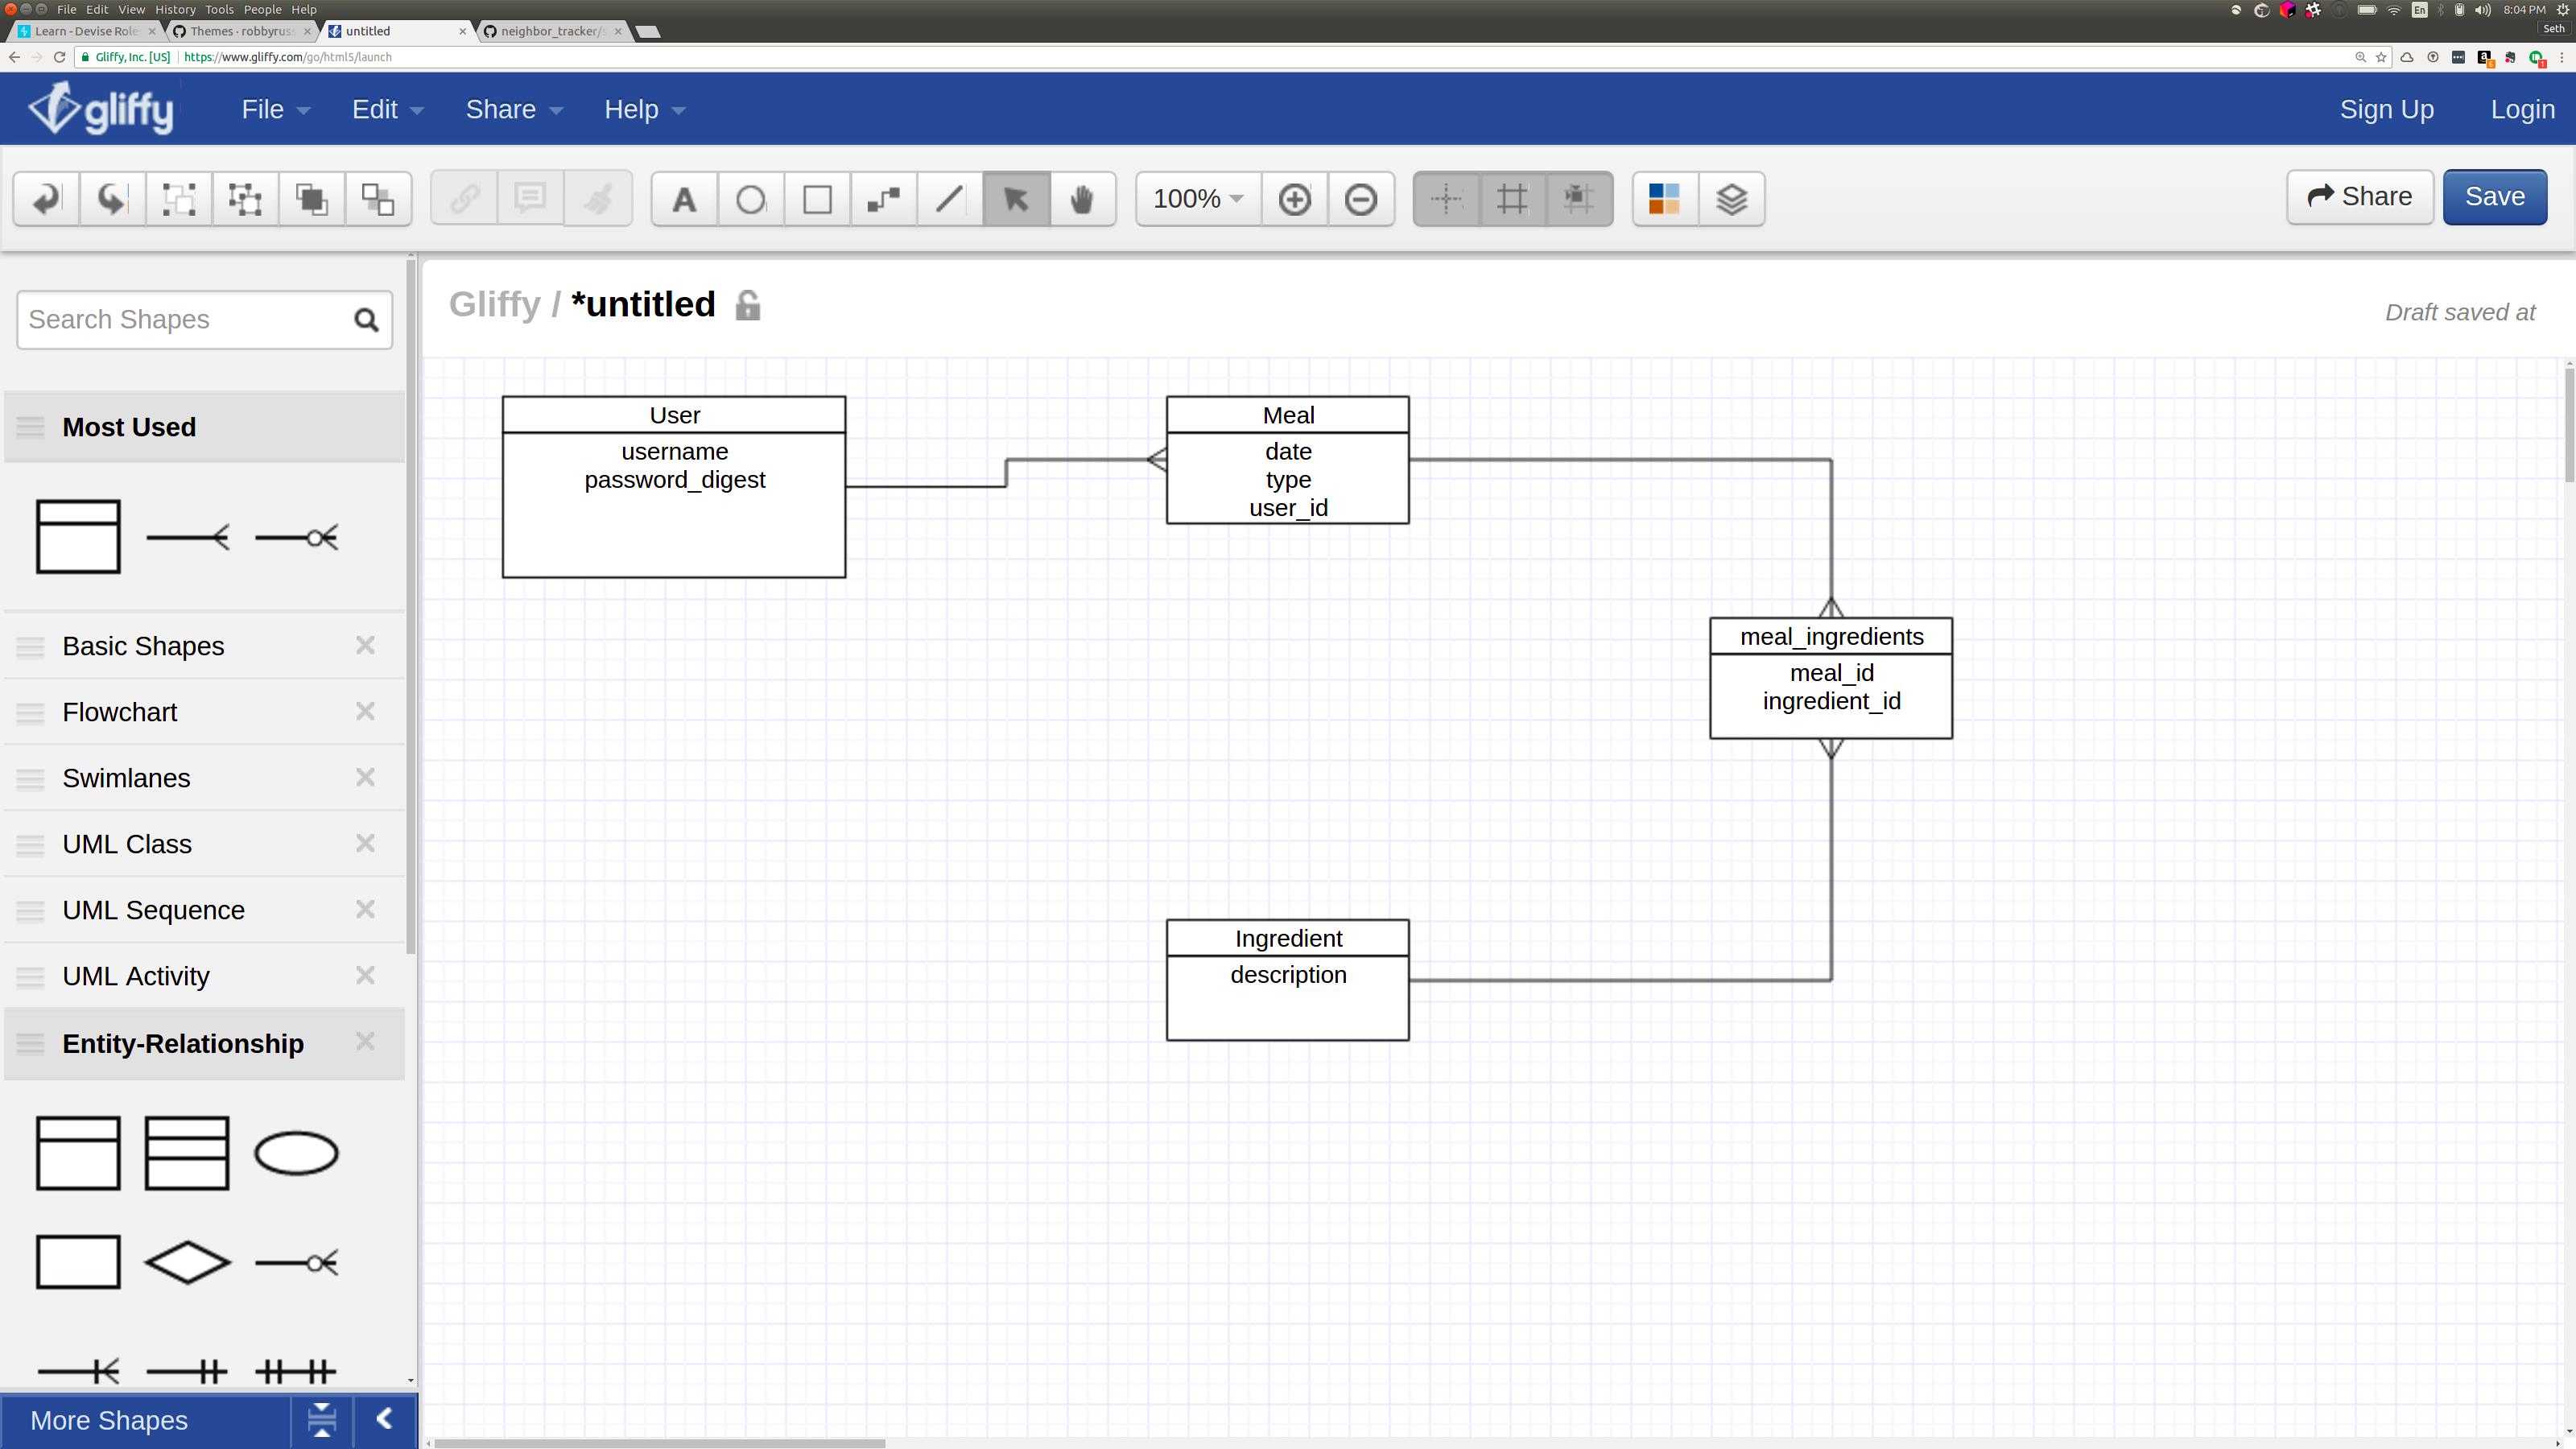 File Edit View History Tools People Help
En
8:04 PM
Learn - Devise Role
Themes · robbyruss
untitled
neighbor_tracker/
Seth
Gliffy, Inc. [US] https://www.gliffy.com/go/html5/launch
gliffy
File Edit Share Help
Sign Up Login
A
100%
Share
Save
Search Shapes
Gliffy / *untitled
Draft saved at
Most Used
Basic Shapes
Flowchart
Swimlanes
UML Class
UML Sequence
UML Activity
Entity-Relationship
More Shapes
User
username
password_digest
Meal
date
type
user_id
meal_ingredients
meal_id
ingredient_id
Ingredient
description